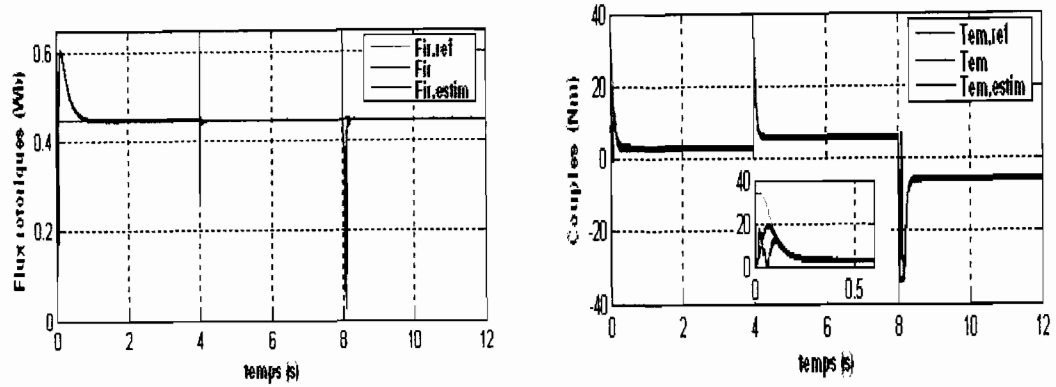 Flux rotoriques (Wb)
0.6
0.4
0.2
0
Fir,ref
Fir
Fir,estim
0 2 4 6 8 10 12
temps (s)
Couples (Nm)
40
20
0
-20
-40
Tem,ref
Tem
Tem,estim
40
20
0
0 0.5
0 2 4 6 8 10 12
temps (s)